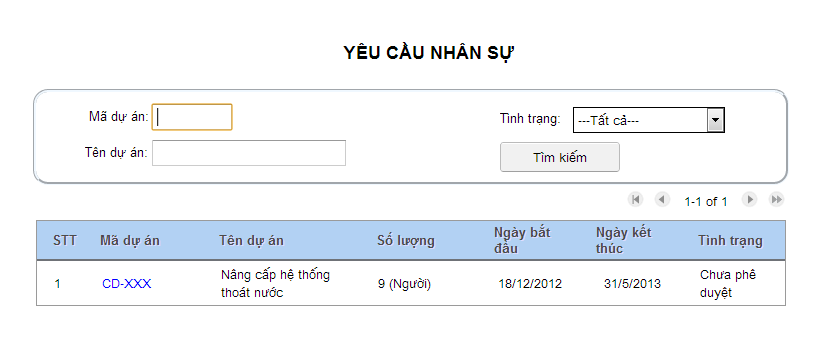 YÊU CẦU NHÂN SỰ
Mã dự án:
Tình trạng: ---Tất cả---
Tên dự án:
Tìm kiếm
1-1 of 1
STT Mã dự án Tên dự án Số lượng Ngày bắt đầu Ngày kết thúc Tình trạng
1 CD-XXX Nâng cấp hệ thống thoát nước 9 (Người) 18/12/2012 31/5/2013 Chưa phê duyệt